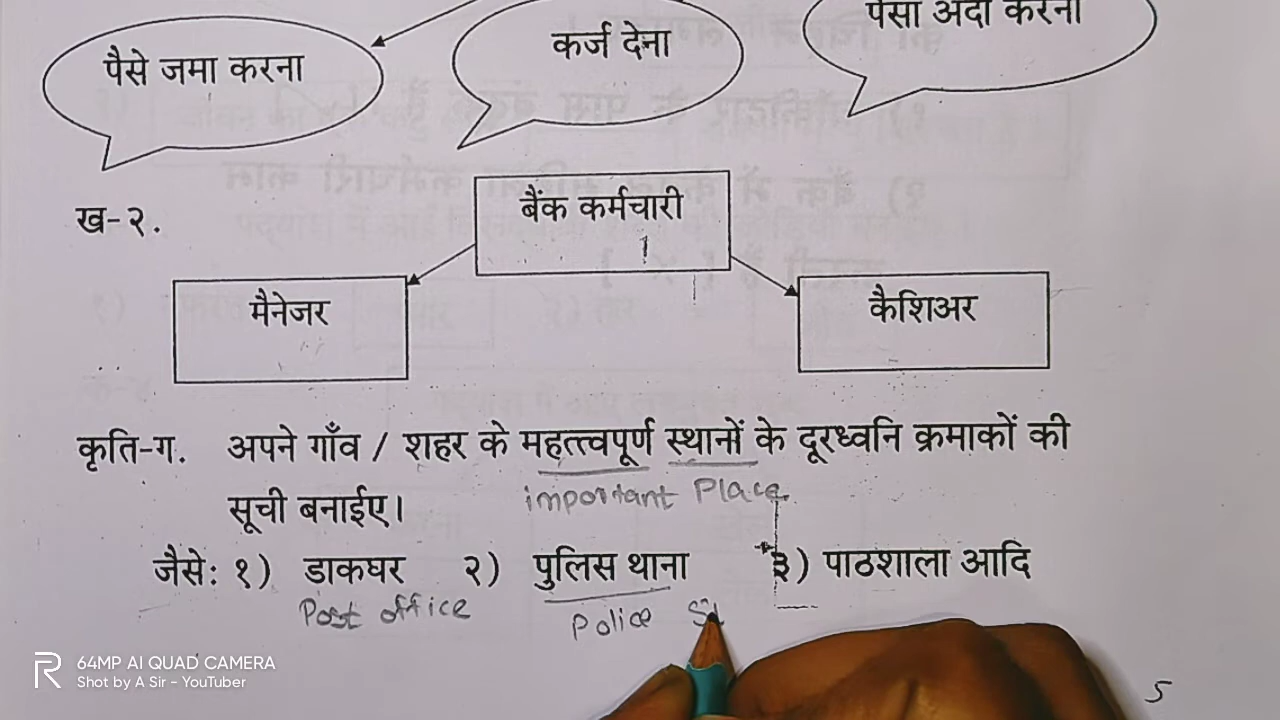 पैसे जमा करना
कर्ज देना
पैसा अदा करना
ख-२.
बैंक कर्मचारी
मैनेजर
कैशिअर
कृति-ग. अपने गाँव / शहर के महत्त्वपूर्ण स्थानों के दूरध्वनि क्रमाकों की
important Place
सूची बनाईए।
जैसेः १) डाकघर २) पुलिस थाना ३) पाठशाला आदि
Post office
Police St
64MP AI QUAD CAMERA
Shot by A Sir - YouTuber
5